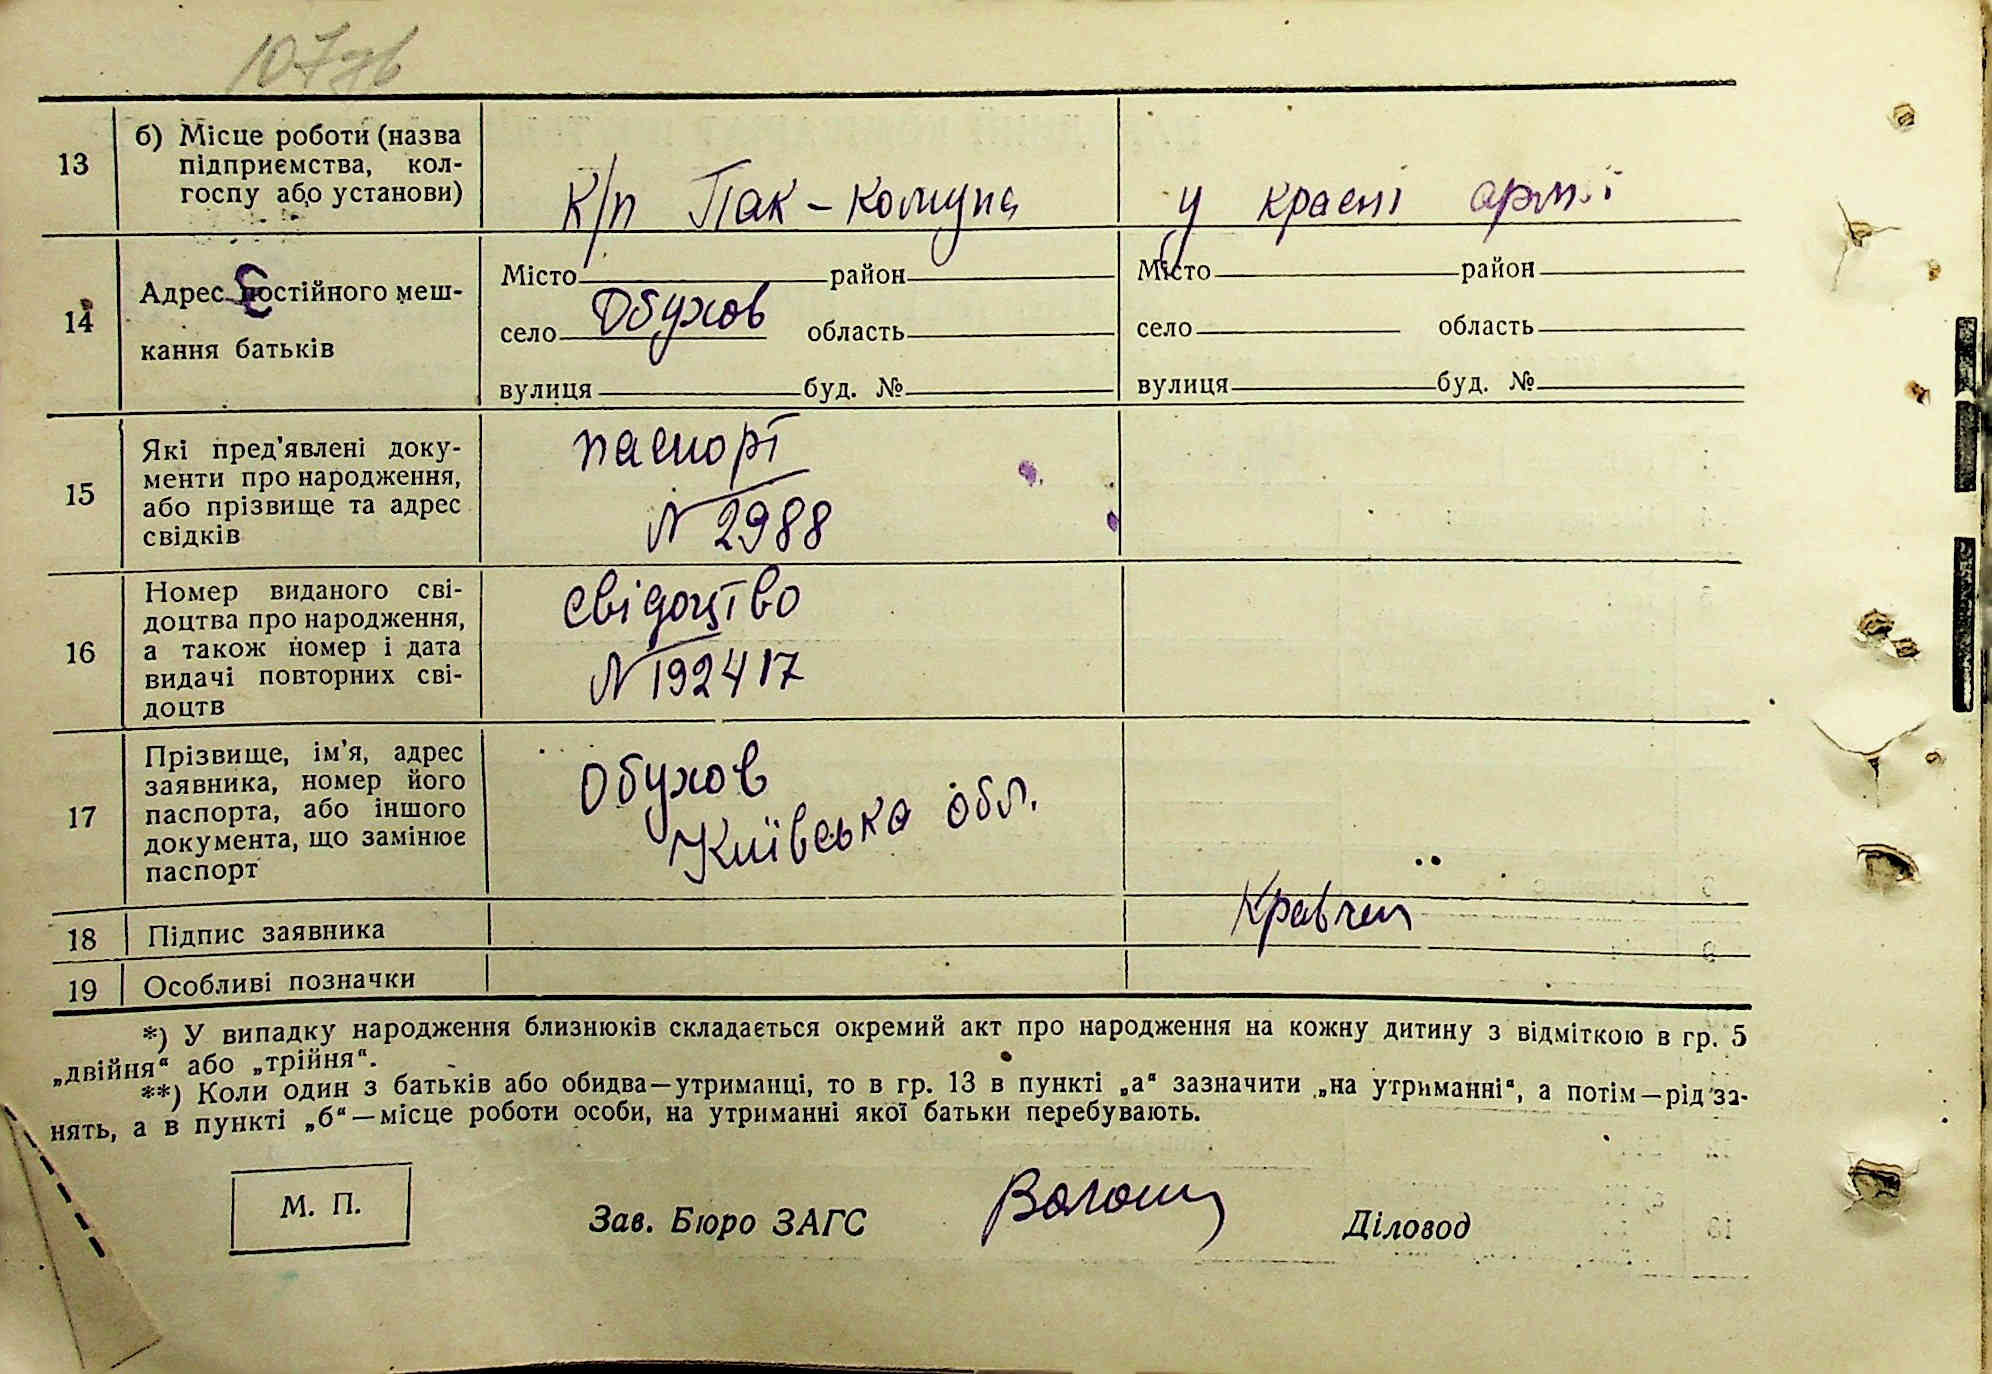 107 зв
13 б) Місце роботи (назва
підприємства, кол-
госпу або установи)
к/п Пак-комуна
у красні армії
14 Адрес постійного меш-
кання батьків
Місто район
село Обухов область
вулиця буд. №
Місто район
село область
вулиця буд. №
15 Які пред'явлені доку-
менти про народження,
або прізвище та адрес
свідків
паспорт
N 2988
16 Номер виданого сві-
доцтва про народження,
а також номер і дата
видачі повторних сві-
доцтв
свідоцтво
N 192417
17 Прізвище, ім'я, адрес
заявника, номер його
паспорта, або іншого
документа, що замінює
паспорт
Обухов
Київська обл.
18 Підпис заявника
19 Особливі позначки
*) У випадку народження близнюків складається окремий акт про народження на кожну дитину з відміткою в гр. 5
„двійня" або „трійня".
**) Коли один з батьків або обидва—утриманці, то в гр. 13 в пункті „а" зазначити „на утриманні", а потім—рід за-
нять, а в пункті „б"—місце роботи особи, на утриманні якої батьки перебувають.
М. П.
Зав. Бюро ЗАГС
Діловод